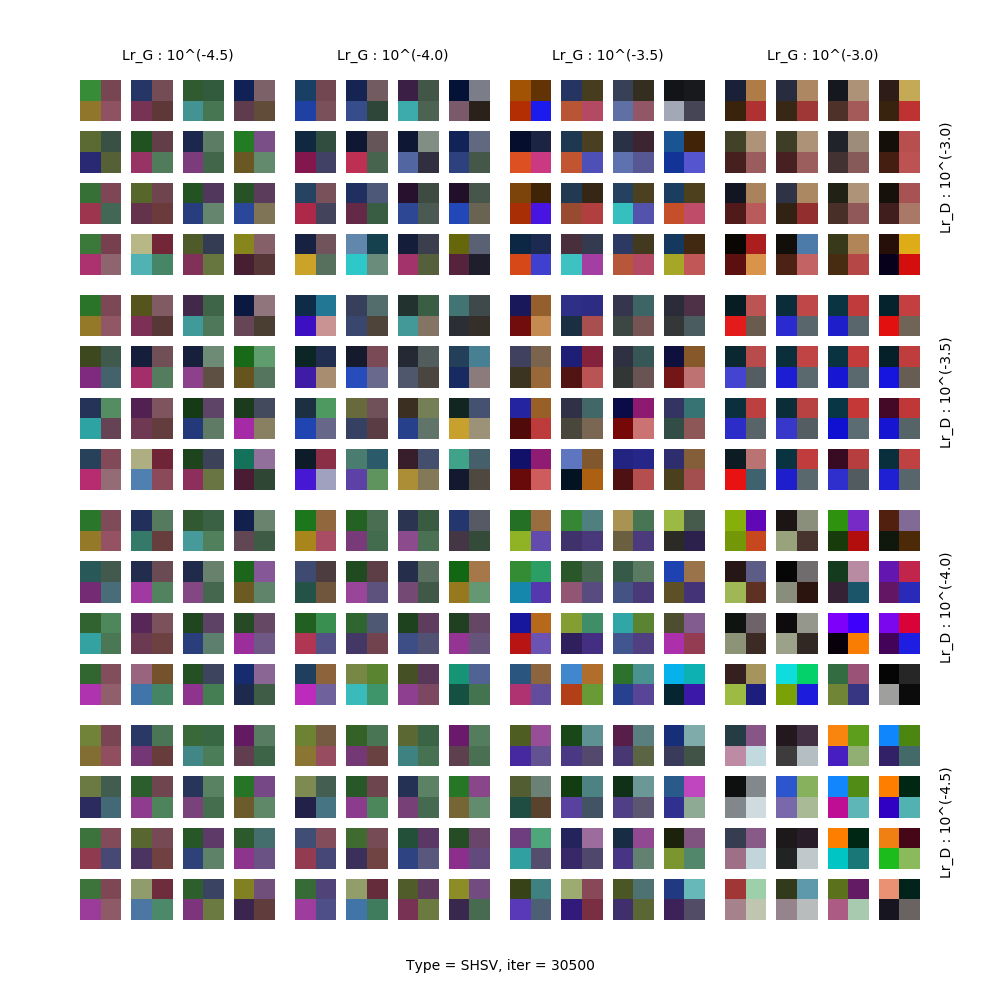 Lr_G : 10^(-4.5)
Lr_G : 10^(-4.0)
Lr_G : 10^(-3.5)
Lr_G : 10^(-3.0)
Lr_D : 10^(-3.0)
Lr_D : 10^(-3.5)
Lr_D : 10^(-4.0)
Lr_D : 10^(-4.5)
Type = SHSV, iter = 30500